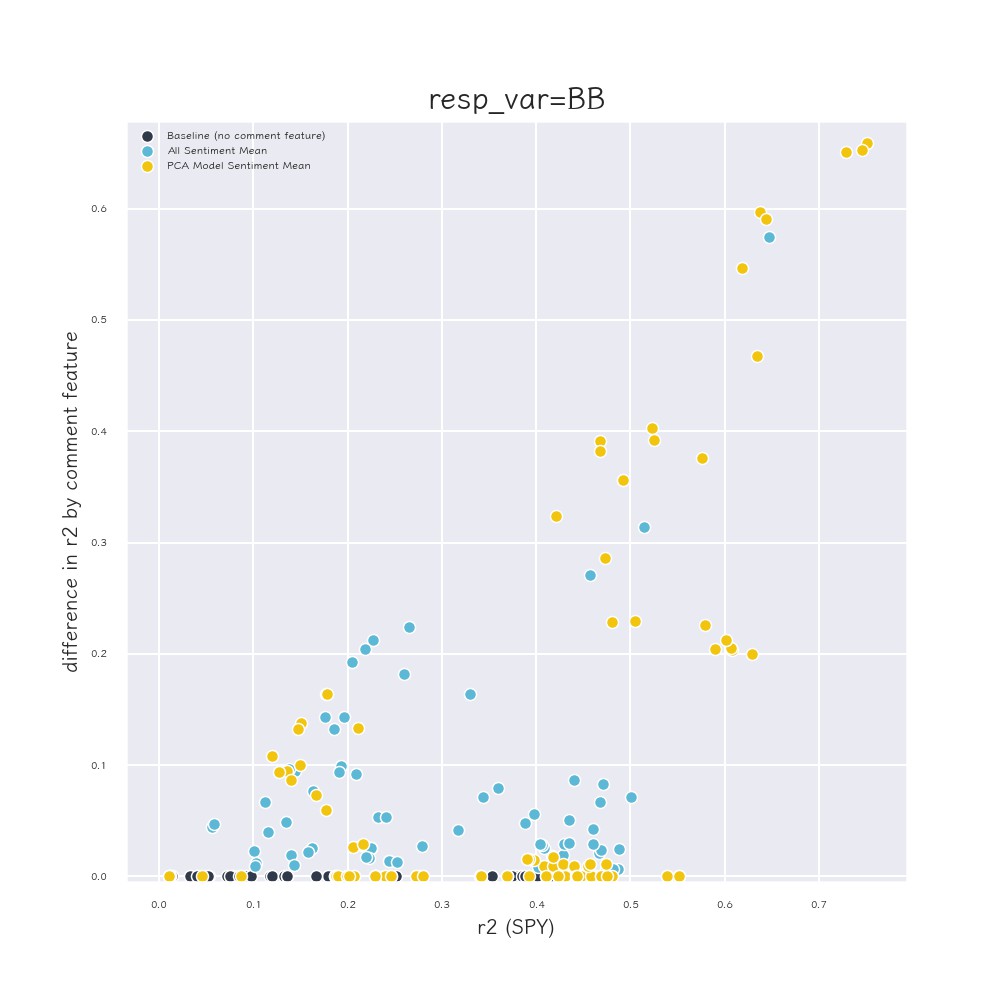 resp_var=BB
Baseline (no comment feature)
All Sentiment Mean
PCA Model Sentiment Mean
difference in r2 by comment feature
0.6
0.5
0.4
0.3
0.2
0.1
0.0
0.0 0.1 0.2 0.3 0.4 0.5 0.6 0.7
r2 (SPY)